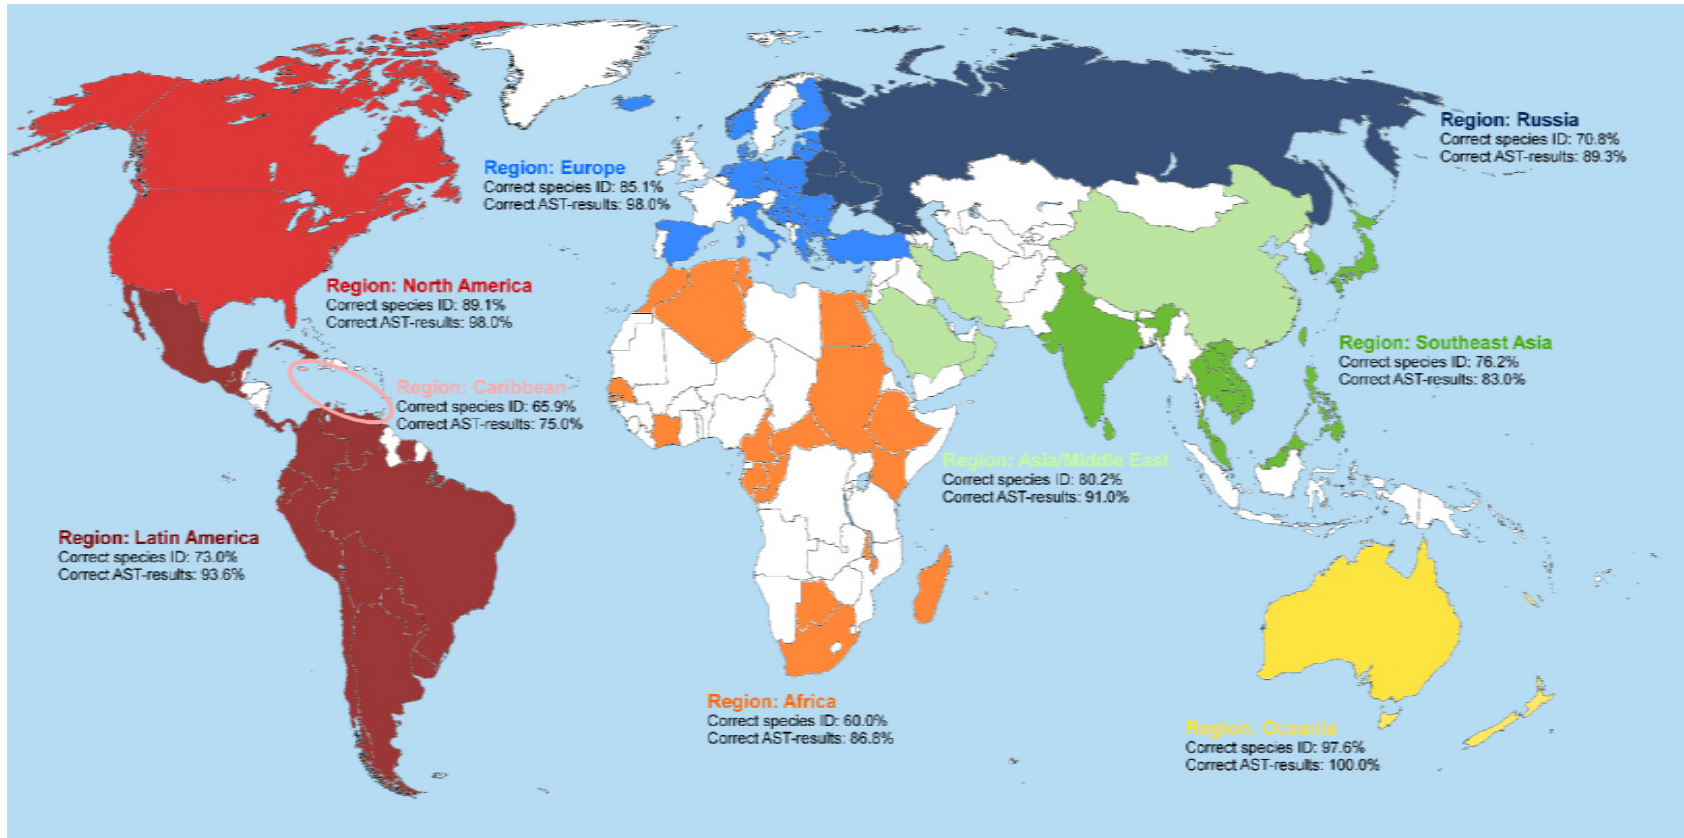 Region: Russia
Correct species ID: 70.8%
Correct AST-results: 89.3%
Region: Europe
Correct species ID: 85.1%
Correct AST-results: 98.0%
Region: North America
Correct species ID: 89.1%
Correct AST-results: 98.0%
Region: Southeast Asia
Correct species ID: 76.2%
Correct AST-results: 83.0%
Region: Caribbean
Correct species ID: 65.9%
Correct AST-results: 75.0%
Region: Asia/Middle East
Correct species ID: 80.2%
Correct AST-results: 91.0%
Region: Latin America
Correct species ID: 73.0%
Correct AST-results: 93.6%
Region: Africa
Correct species ID: 60.0%
Correct AST-results: 86.8%
Region: Oceania
Correct species ID: 97.6%
Correct AST-results: 100.0%